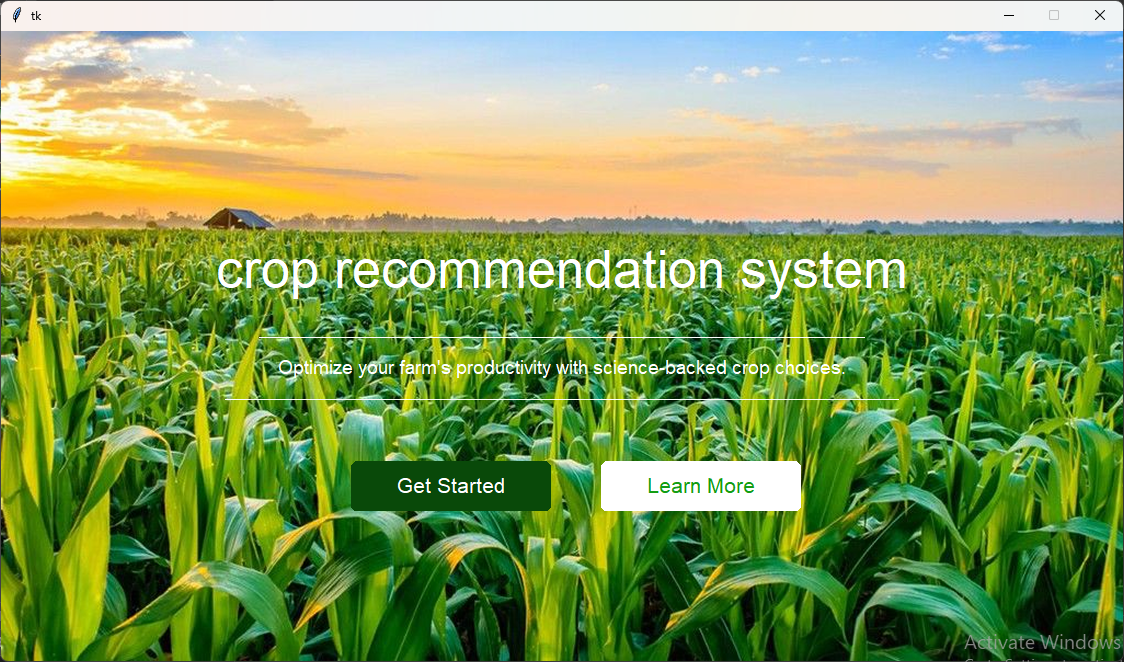 tk
crop recommendation system
Optimize your farm's productivity with science-backed crop choices.
Get Started
Learn More
Activate Windows